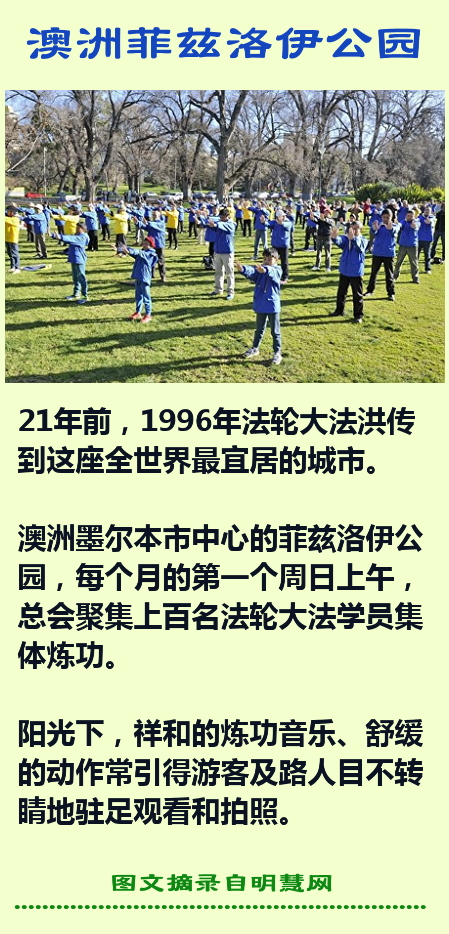 澳洲菲兹洛伊公园
21年前，1996年法轮大法洪传
到这座全世界最宜居的城市。
澳洲墨尔本市中心的菲兹洛伊公
园，每个月的第一个周日上午，
总会聚集上百名法轮大法学员集
体炼功。
阳光下，祥和的炼功音乐、舒缓
的动作常引得游客及路人目不转
睛地驻足观看和拍照。
图文摘录自明慧网